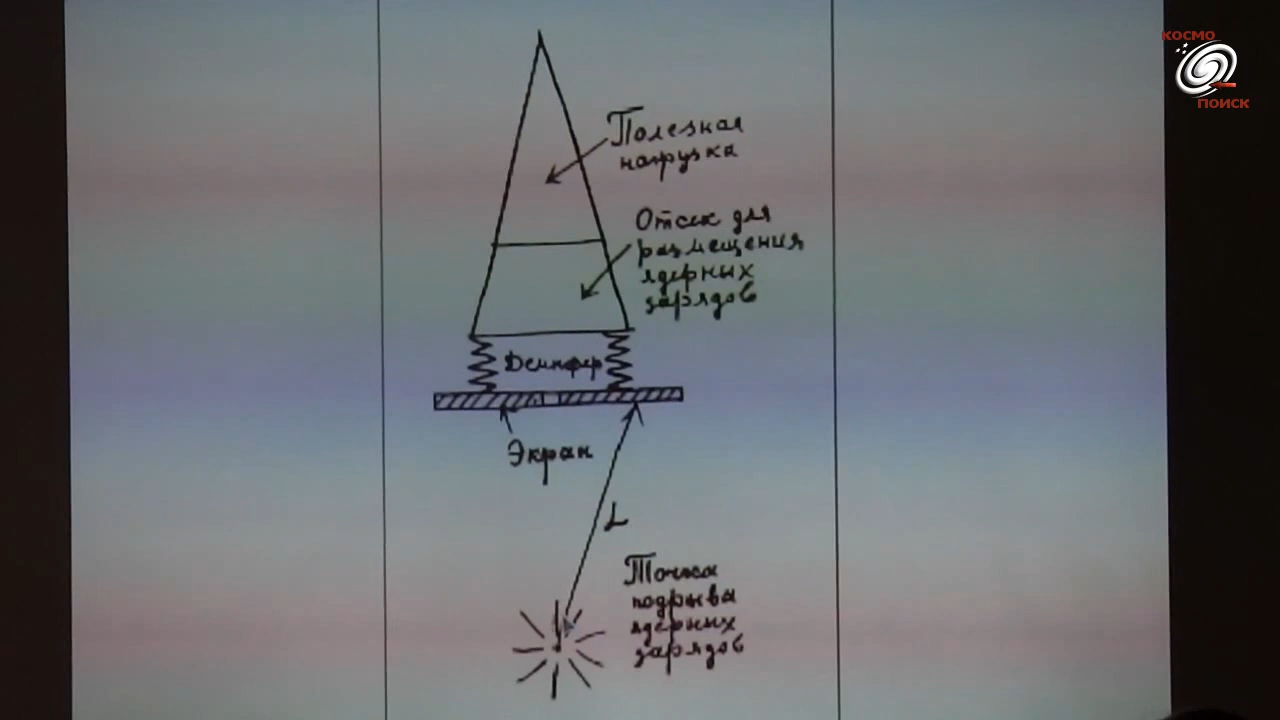 КОСМО
ПОИСК
Полезная
нагрузка
Отсек для
размещения
ядерных
зарядов
Демпфер
Экран
L
Точка
подрыва
ядерных
зарядов